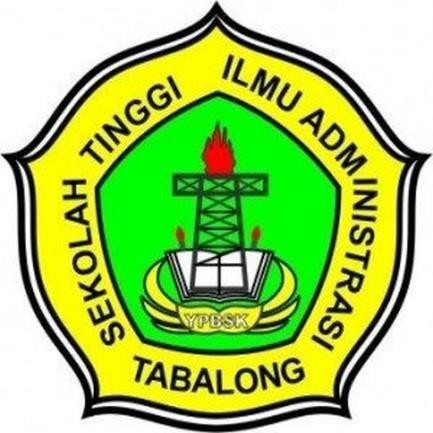 SEKOLAH TINGGI ILMU ADMINISTRASI
TABALONG
YPBSK